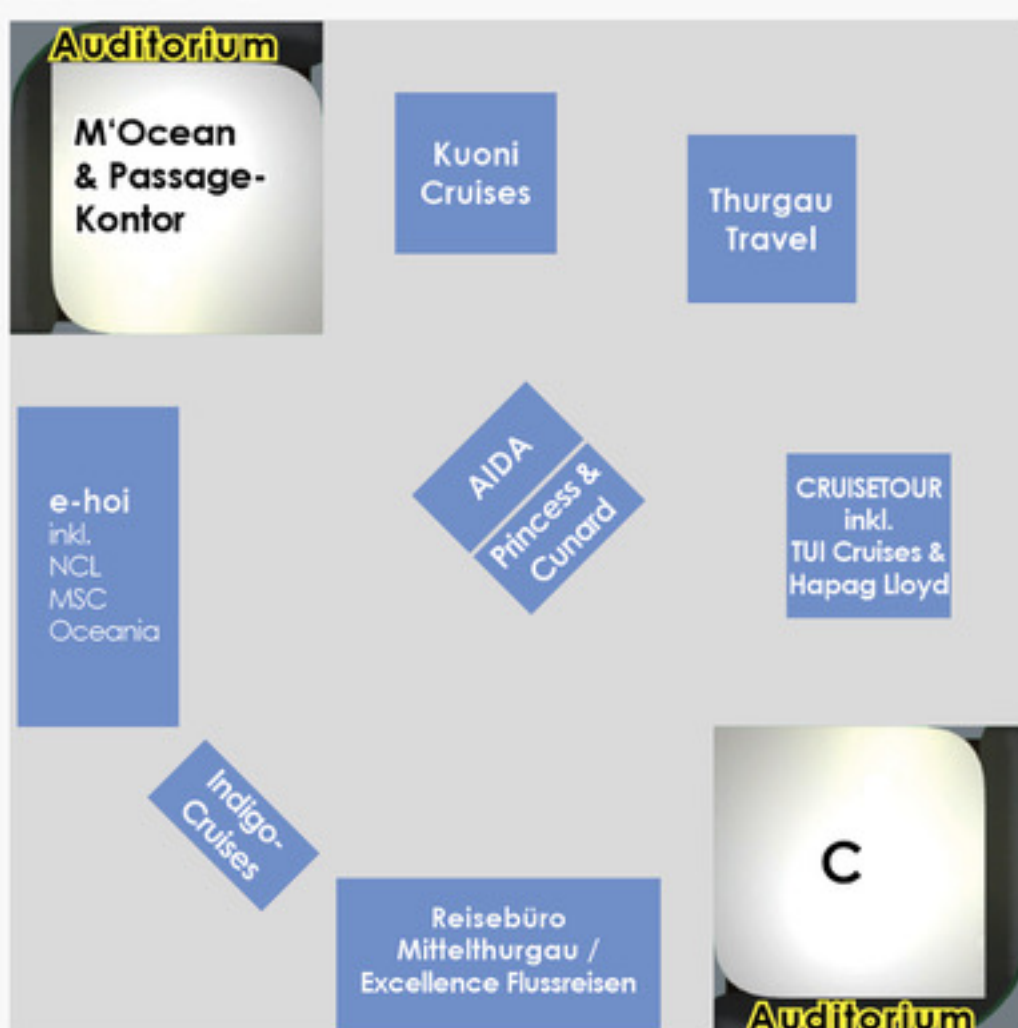 Auditorium
M'Ocean
& Passage-
Kontor
Kuoni
Cruises
Thurgau
Travel
AIDA
Princess &
Cunard
e-hoi
inkl.
NCL
MSC
Oceania
CRUISETOUR
inkl.
TUI Cruises &
Hapag Lloyd
Indigo-
Cruises
Reisebüro
Mittelthurgau /
Excellence Flussreisen
C
Auditorium